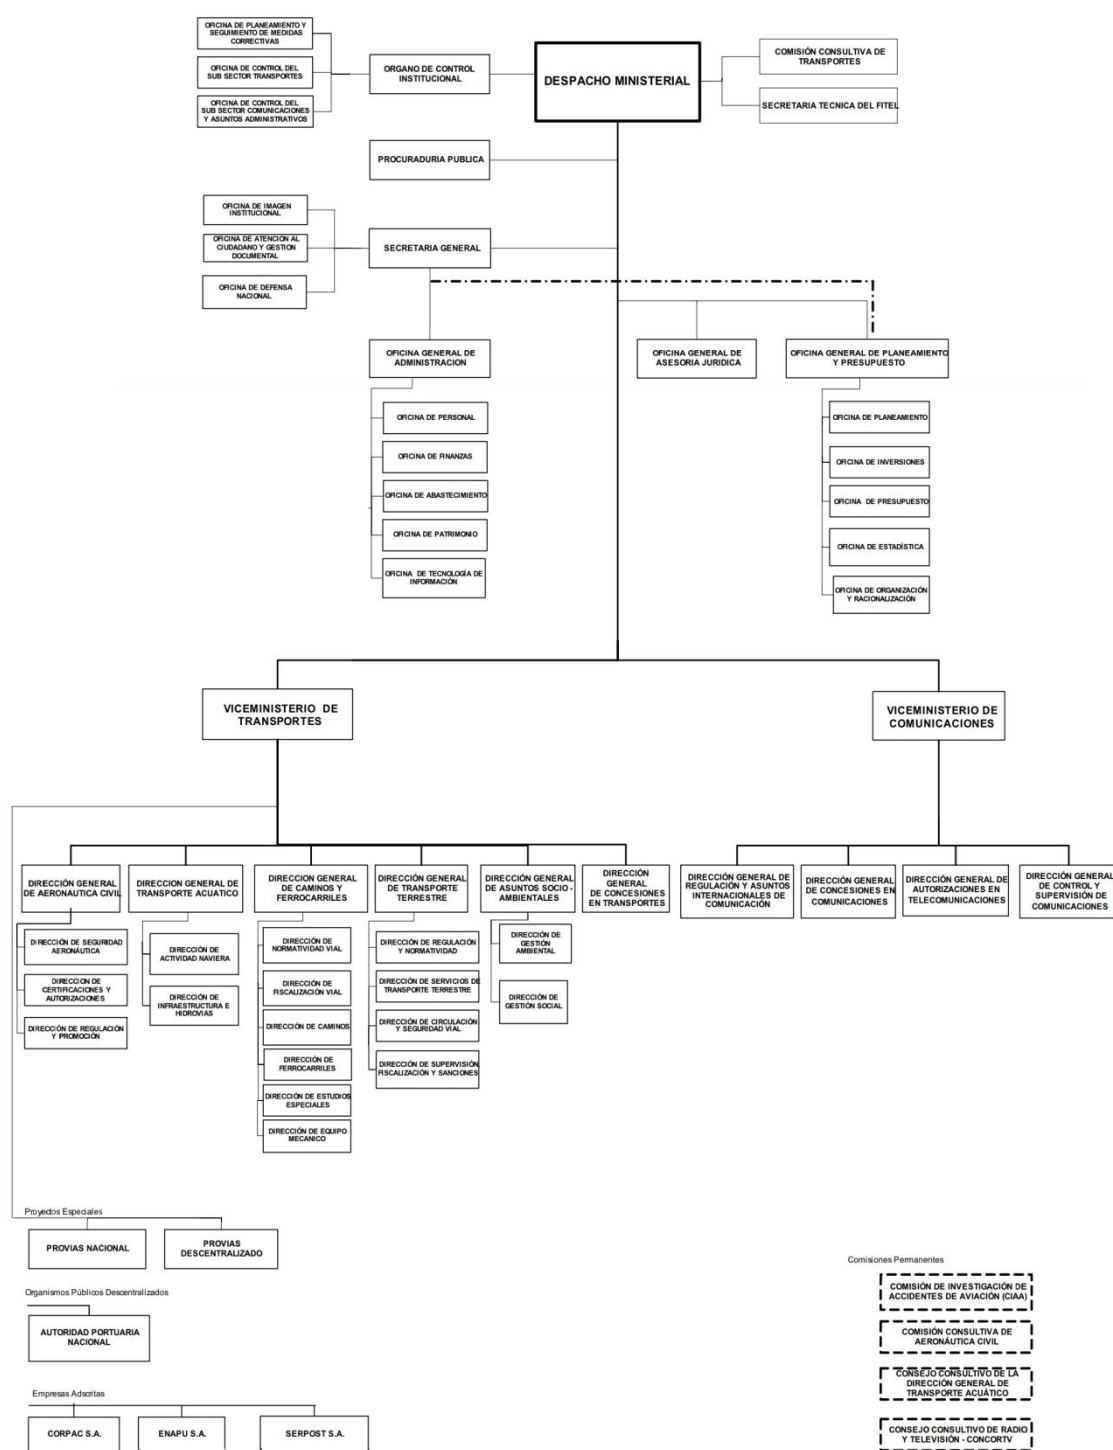 OFICINA DE PLANEAMIENTO Y
SEGUIMIENTO DE MEDIDAS
CORRECTIVAS
OFICINA DE CONTROL DEL
SUB SECTOR TRANSPORTES
OFICINA DE CONTROL DEL
SUB SECTOR COMUNICACIONES
Y ASUNTOS ADMINISTRATIVOS
ORGANO DE CONTROL
INSTITUCIONAL
DESPACHO MINISTERIAL
COMISIÓN CONSULTIVA DE
TRANSPORTES
SECRETARIA TECNICA DEL FITEL
PROCURADURIA PUBLICA
OFICINA DE IMAGEN
INSTITUCIONAL
OFICINA DE ATENCION AL
CIUDADANO Y GESTION
DOCUMENTAL
OFICINA DE DEFENSA
NACIONAL
SECRETARIA GENERAL
OFICINA GENERAL DE
ADMINISTRACION
OFICINA GENERAL DE
ASESORIA JURIDICA
OFICINA GENERAL DE PLANEAMIENTO
Y PRESUPUESTO
OFICINA DE PERSONAL
OFICINA DE FINANZAS
OFICINA DE ABASTECIMIENTO
OFICINA DE PATRIMONIO
OFICINA DE TECNOLOGÍA DE
INFORMACIÓN
OFICINA DE PLANEAMIENTO
OFICINA DE INVERSIONES
OFICINA DE PRESUPUESTO
OFICINA DE ESTADÍSTICA
OFICINA DE ORGANIZACIÓN
Y RACIONALIZACIÓN
VICEMINISTERIO DE
TRANSPORTES
VICEMINISTERIO DE
COMUNICACIONES
DIRECCIÓN GENERAL
DE AERONAUTICA CIVIL
DIRECCION GENERAL DE
TRANSPORTE ACUATICO
DIRECCION GENERAL
DE CAMINOS Y
FERROCARRILES
DIRECCIÓN GENERAL
DE TRANSPORTE
TERRESTRE
DIRECCIÓN GENERAL
DE ASUNTOS SOCIO -
AMBIENTALES
DIRECCIÓN
GENERAL
DE CONCESIONES
EN TRANSPORTES
DIRECCIÓN GENERAL DE
REGULACIÓN Y ASUNTOS
INTERNACIONALES DE
COMUNICACIÓN
DIRECCIÓN GENERAL
DE CONCESIONES EN
COMUNICACIONES
DIRECCIÓN GENERAL DE
AUTORIZACIONES EN
TELECOMUNICACIONES
DIRECCIÓN GENERAL
DE CONTROL Y
SUPERVISIÓN DE
COMUNICACIONES
DIRECCIÓN DE SEGURIDAD
AERONÁUTICA
DIRECCION DE
CERTIFICACIONES Y
AUTORIZACIONES
DIRECCIÓN DE REGULACIÓN
Y PROMOCIÓN
DIRECCIÓN DE
ACTIVIDAD NAVIERA
DIRECCIÓN DE
INFRAESTRUCTURA E
HIDROVIAS
DIRECCIÓN DE
NORMATIVIDAD VIAL
DIRECCIÓN DE
FISCALIZACIÓN VIAL
DIRECCIÓN DE CAMINOS
DIRECCIÓN DE
FERROCARRILES
DIRECCIÓN DE ESTUDIOS
ESPECIALES
DIRECCIÓN DE EQUIPO
MECANICO
DIRECCIÓN DE REGULACIÓN
Y NORMATIVIDAD
DIRECCIÓN DE SERVICIOS DE
TRANSPORTE TERRESTRE
DIRECCIÓN DE CIRCULACIÓN
Y SEGURIDAD VIAL
DIRECCIÓN DE SUPERVISIÓN,
FISCALIZACIÓN Y SANCIONES
DIRECCIÓN DE
GESTIÓN
AMBIENTAL
DIRECCIÓN DE
GESTIÓN SOCIAL
Proyectos Especiales
PROVIAS NACIONAL
PROVIAS
DESCENTRALIZADO
Organismos Públicos Descentralizados
AUTORIDAD PORTUARIA
NACIONAL
Empresas Adscritas
CORPAC S.A.
ENAPU S.A.
SERPOST S.A.
Comisiones Permanentes
COMISIÓN DE INVESTIGACIÓN DE
ACCIDENTES DE AVIACIÓN (CIAA)
COMISIÓN CONSULTIVA DE
AERONÁUTICA CIVIL
CONSEJO CONSULTIVO DE LA
DIRECCIÓN GENERAL DE
TRANSPORTE ACUÁTICO
CONSEJO CONSULTIVO DE RADIO
Y TELEVISIÓN - CONCORTV